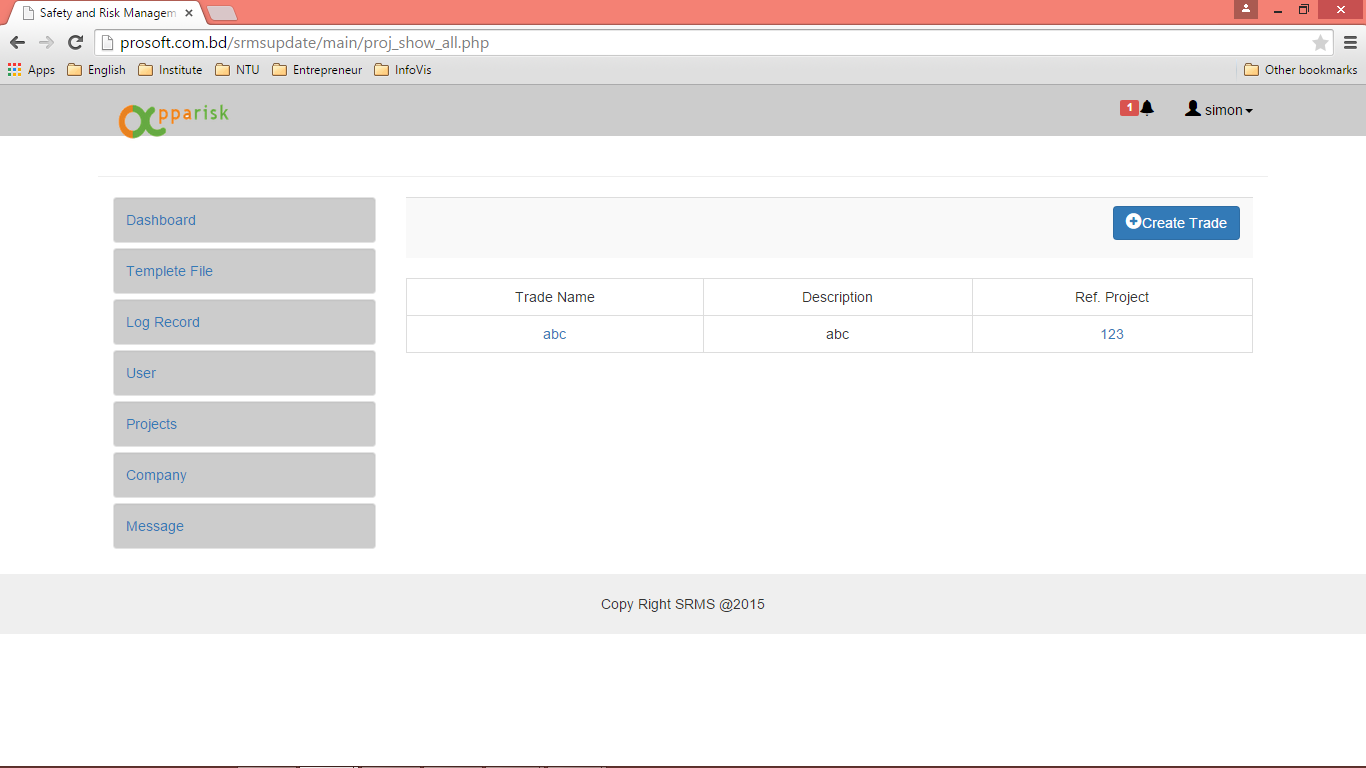 Safety and Risk Managem
prosoft.com.bd/srmsupdate/main/proj_show_all.php
Apps English Institute NTU Entrepreneur InfoVis Other bookmarks
pparisk 1 simon
Dashboard
Templete File
Log Record
User
Projects
Company
Message
Create Trade
Trade Name Description Ref. Project
abc abc 123
Copy Right SRMS @2015